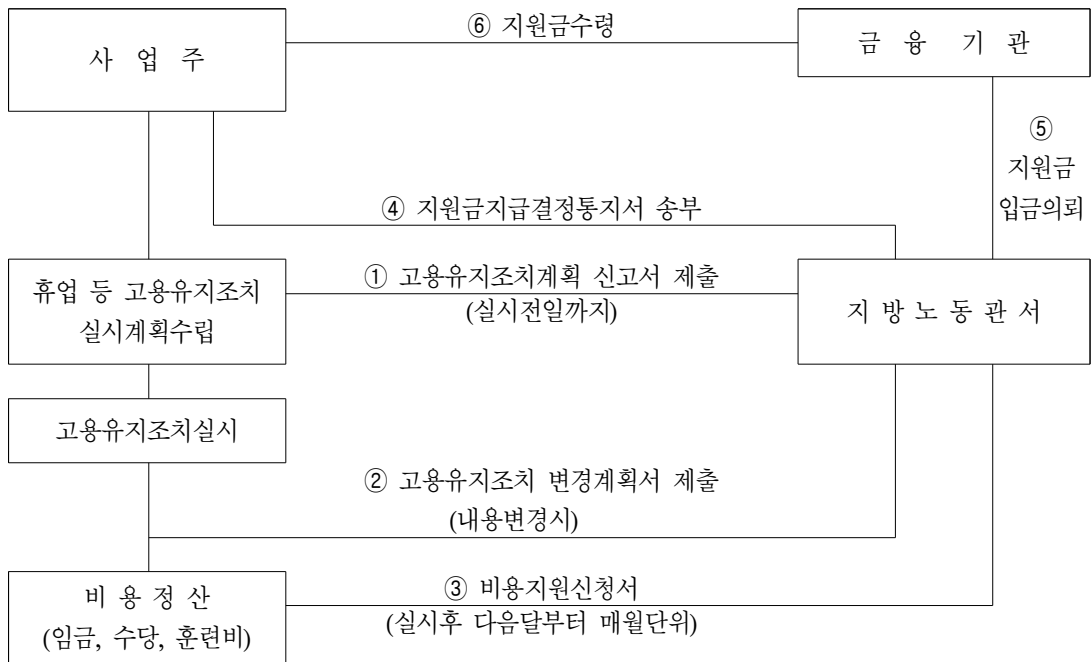 ⑥ 지원금수령
사 업 주
금 융 기 관
⑤
지원금
입금의뢰
④ 지원금지급결정통지서 송부
휴업 등 고용유지조치
실시계획수립
① 고용유지조치계획 신고서 제출
(실시전일까지)
지 방 노 동 관 서
고용유지조치실시
② 고용유지조치 변경계획서 제출
(내용변경시)
비 용 정 산
(임금, 수당, 훈련비)
③ 비용지원신청서
(실시후 다음달부터 매월단위)